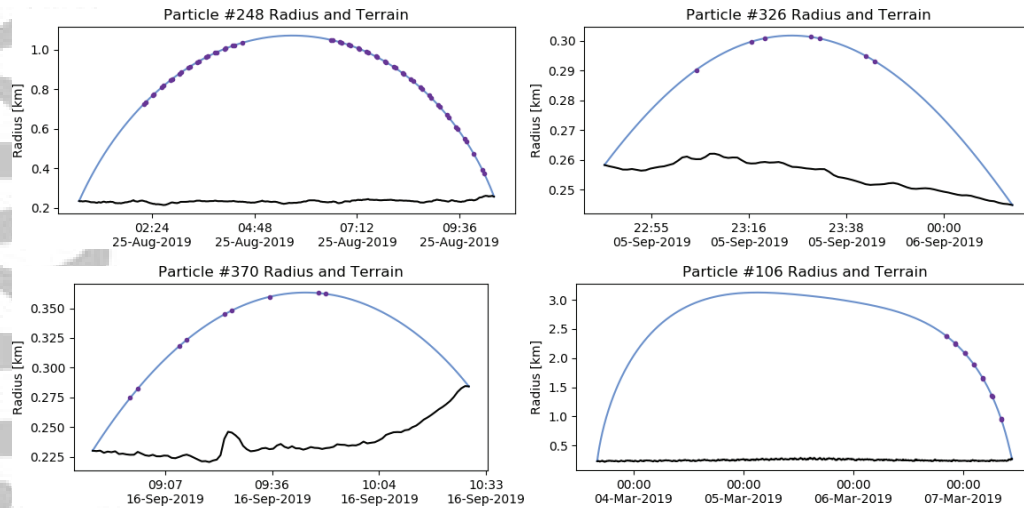 Particle #248 Radius and Terrain
Radius [km]
1.0
0.8
0.6
0.4
0.2
02:24 04:48 07:12 09:36
25-Aug-2019 25-Aug-2019 25-Aug-2019 25-Aug-2019
Particle #326 Radius and Terrain
Radius [km]
0.30
0.29
0.28
0.27
0.26
0.25
22:55 23:16 23:38 00:00
05-Sep-2019 05-Sep-2019 05-Sep-2019 06-Sep-2019
Particle #370 Radius and Terrain
Radius [km]
0.350
0.325
0.300
0.275
0.250
0.225
09:07 09:36 10:04 10:33
16-Sep-2019 16-Sep-2019 16-Sep-2019 16-Sep-2019
Particle #106 Radius and Terrain
Radius [km]
3.0
2.5
2.0
1.5
1.0
0.5
00:00 00:00 00:00 00:00
04-Mar-2019 05-Mar-2019 06-Mar-2019 07-Mar-2019